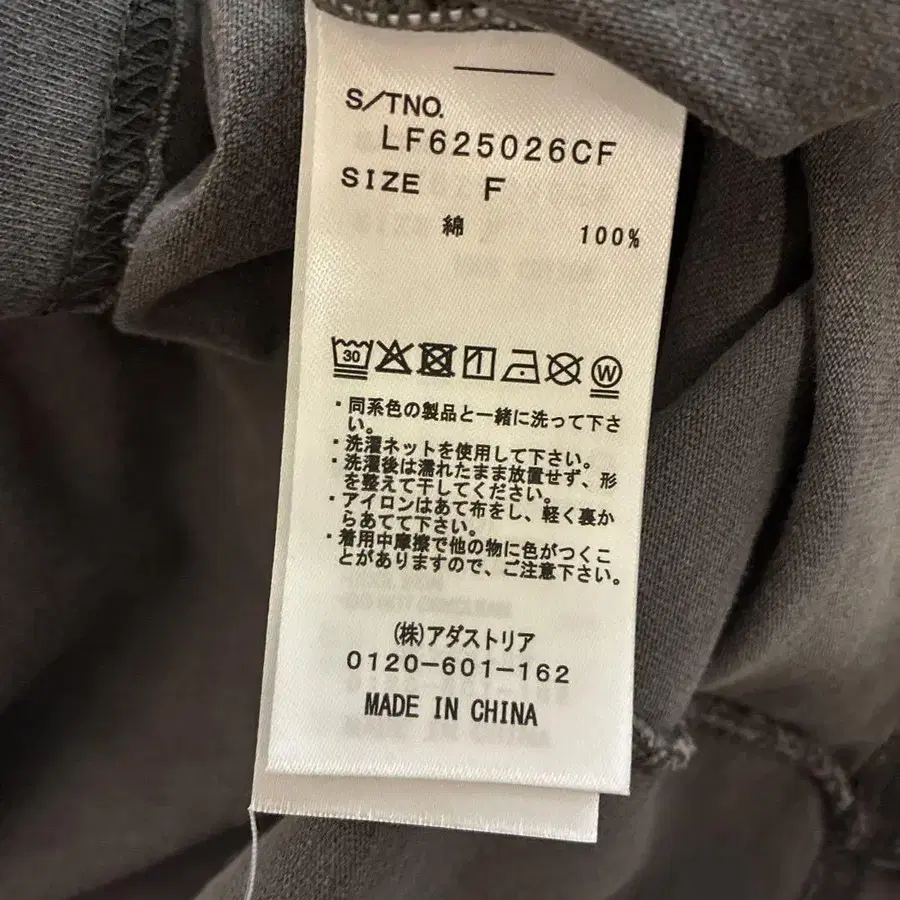 S/TNO.
LF625026CF
SIZE F
綿 100%
30 W
・同系色の製品と一緒に洗って下さ
い。
・洗濯ネットを使用して下さい。
・洗濯後は濡れたまま放置せず、形
を整えて干してください。
・アイロンはあて布をし、軽く裏か
らあてて下さい。
・着用中摩擦で他の物に色がつくこ
とがありますので、ご注意下さい。
(株)アダストリア
0120-601-162
MADE IN CHINA